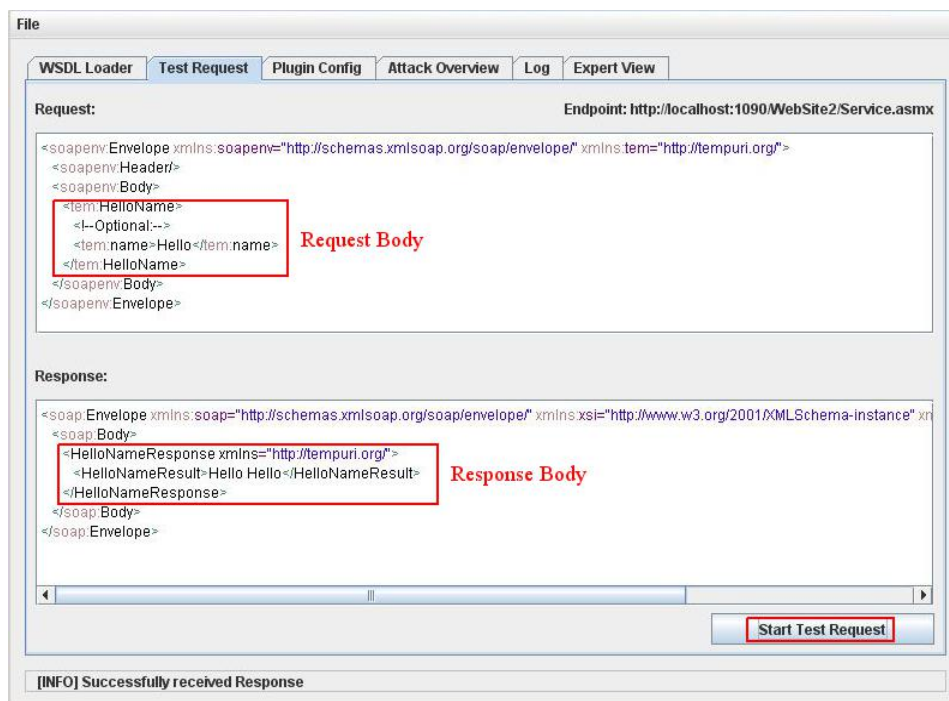 File
WSDL Loader Test Request Plugin Config Attack Overview Log Expert View
Request: Endpoint: http://localhost:1090/WebSite2/Service.asmx
<soapenv:Envelope xmlns:soapenv="http://schemas.xmlsoap.org/soap/envelope/" xmlns:tem="http://tempuri.org/">
<soapenv:Header/>
<soapenv:Body>
<tem:HelloName>
<!--Optional:-->
<tem:name>Hello</tem:name>
Request Body
</tem:HelloName>
</soapenv:Body>
</soapenv:Envelope>
Response:
<soap:Envelope xmlns:soap="http://schemas.xmlsoap.org/soap/envelope/" xmlns:xsi="http://www.w3.org/2001/XMLSchema-instance"
<soap:Body>
<HelloNameResponse xmlns="http://tempuri.org/">
<HelloNameResult>Hello Hello</HelloNameResult>
Response Body
</HelloNameResponse>
</soap:Body>
</soap:Envelope>
Start Test Request
[INFO] Successfully received Response